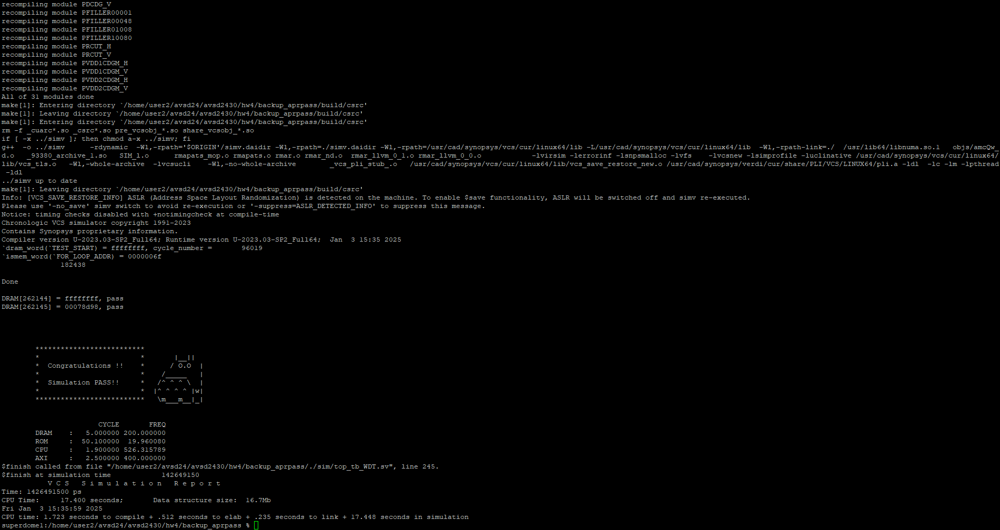 recompiling module PDCDG_V
recompiling module PFILLER00001
recompiling module PFILLER00048
recompiling module PFILLER01008
recompiling module PFILLER10080
recompiling module PRCUT_H
recompiling module PRCUT_V
recompiling module PVDD1CDGM_H
recompiling module PVDD1CDGM_V
recompiling module PVDD2CDGM_H
recompiling module PVDD2CDGM_V
All of 31 modules done
make[1]: Entering directory `/home/user2/avsd24/avsd2430/hw4/backup_aprpass/build/csrc'
make[1]: Leaving directory `/home/user2/avsd24/avsd2430/hw4/backup_aprpass/build/csrc'
make[1]: Entering directory `/home/user2/avsd24/avsd2430/hw4/backup_aprpass/build/csrc'
rm -f _cuarc*.so _csrc*.so pre_vcsobj_*.so share_vcsobj_*.so
if [ -x ../simv ]; then chmod a-x ../simv; fi
g++  -o ../simv      -rdynamic  -Wl,-rpath='$ORIGIN'/simv.daidir -Wl,-rpath=./simv.daidir -Wl,-rpath=/usr/cad/synopsys/vcs/cur/linux64/lib -L/usr/cad/synopsys/vcs/cur/linux64/lib  -Wl,-rpath-link=./  /usr/lib64/libnuma.so.1   objs/amcQw_
d.o   _93380_archive_1.so   SIM_l.o      rmapats_mop.o rmapats.o rmar.o rmar_nd.o  rmar_llvm_0_1.o rmar_llvm_0_0.o            -lvirsim -lerrorinf -lsnpsmalloc -lvfs    -lvcsnew -lsimprofile -luclinative /usr/cad/synopsys/vcs/cur/linux64/
lib/vcs_tls.o   -Wl,-whole-archive  -lvcsucli    -Wl,-no-whole-archive        _vcs_pli_stub_.o   /usr/cad/synopsys/vcs/cur/linux64/lib/vcs_save_restore_new.o /usr/cad/synopsys/verdi/cur/share/PLI/VCS/LINUX64/pli.a -ldl  -lc -lm -lpthread
 -ldl
../simv up to date
make[1]: Leaving directory `/home/user2/avsd24/avsd2430/hw4/backup_aprpass/build/csrc'
Info: [VCS_SAVE_RESTORE_INFO] ASLR (Address Space Layout Randomization) is detected on the machine. To enable $save functionality, ASLR will be switched off and simv re-executed.
Please use '-no_save' simv switch to avoid re-execution or '-suppress=ASLR_DETECTED_INFO' to suppress this message.
Notice: timing checks disabled with +notimingcheck at compile-time
Chronologic VCS simulator copyright 1991-2023
Contains Synopsys proprietary information.
Compiler version U-2023.03-SP2_Full64; Runtime version U-2023.03-SP2_Full64;  Jan  3 15:35 2025
`dram_word(`TEST_START) = ffffffff, cycle_number =       96019
`ismem_word(`FOR_LOOP_ADDR) = 0000006f
              182438
Done
DRAM[262144] = ffffffff, pass
DRAM[262145] = 00078d98, pass
        **************************
        *                        *       |__||
        *  Congratulations !!    *      / O.O  |
        *                        *    /_____   |
        *  Simulation PASS!!     *   /^ ^ ^ \  |
        *                        *  |^ ^ ^ ^ |w|
        **************************   \m___m__|_|
                       CYCLE       FREQ
        DRAM    :   5.000000 200.000000
        ROM     :  50.100000  19.960080
        CPU     :   1.900000 526.315789
        AXI     :   2.500000 400.000000
$finish called from file "/home/user2/avsd24/avsd2430/hw4/backup_aprpass/./sim/top_tb_WDT.sv", line 245.
$finish at simulation time            142649150
           V C S   S i m u l a t i o n   R e p o r t
Time: 1426491500 ps
CPU Time:     17.400 seconds;       Data structure size:  16.7Mb
Fri Jan  3 15:35:59 2025
CPU time: 1.723 seconds to compile + .512 seconds to elab + .235 seconds to link + 17.448 seconds in simulation
superdome1:/home/user2/avsd24/avsd2430/hw4/backup_aprpass %